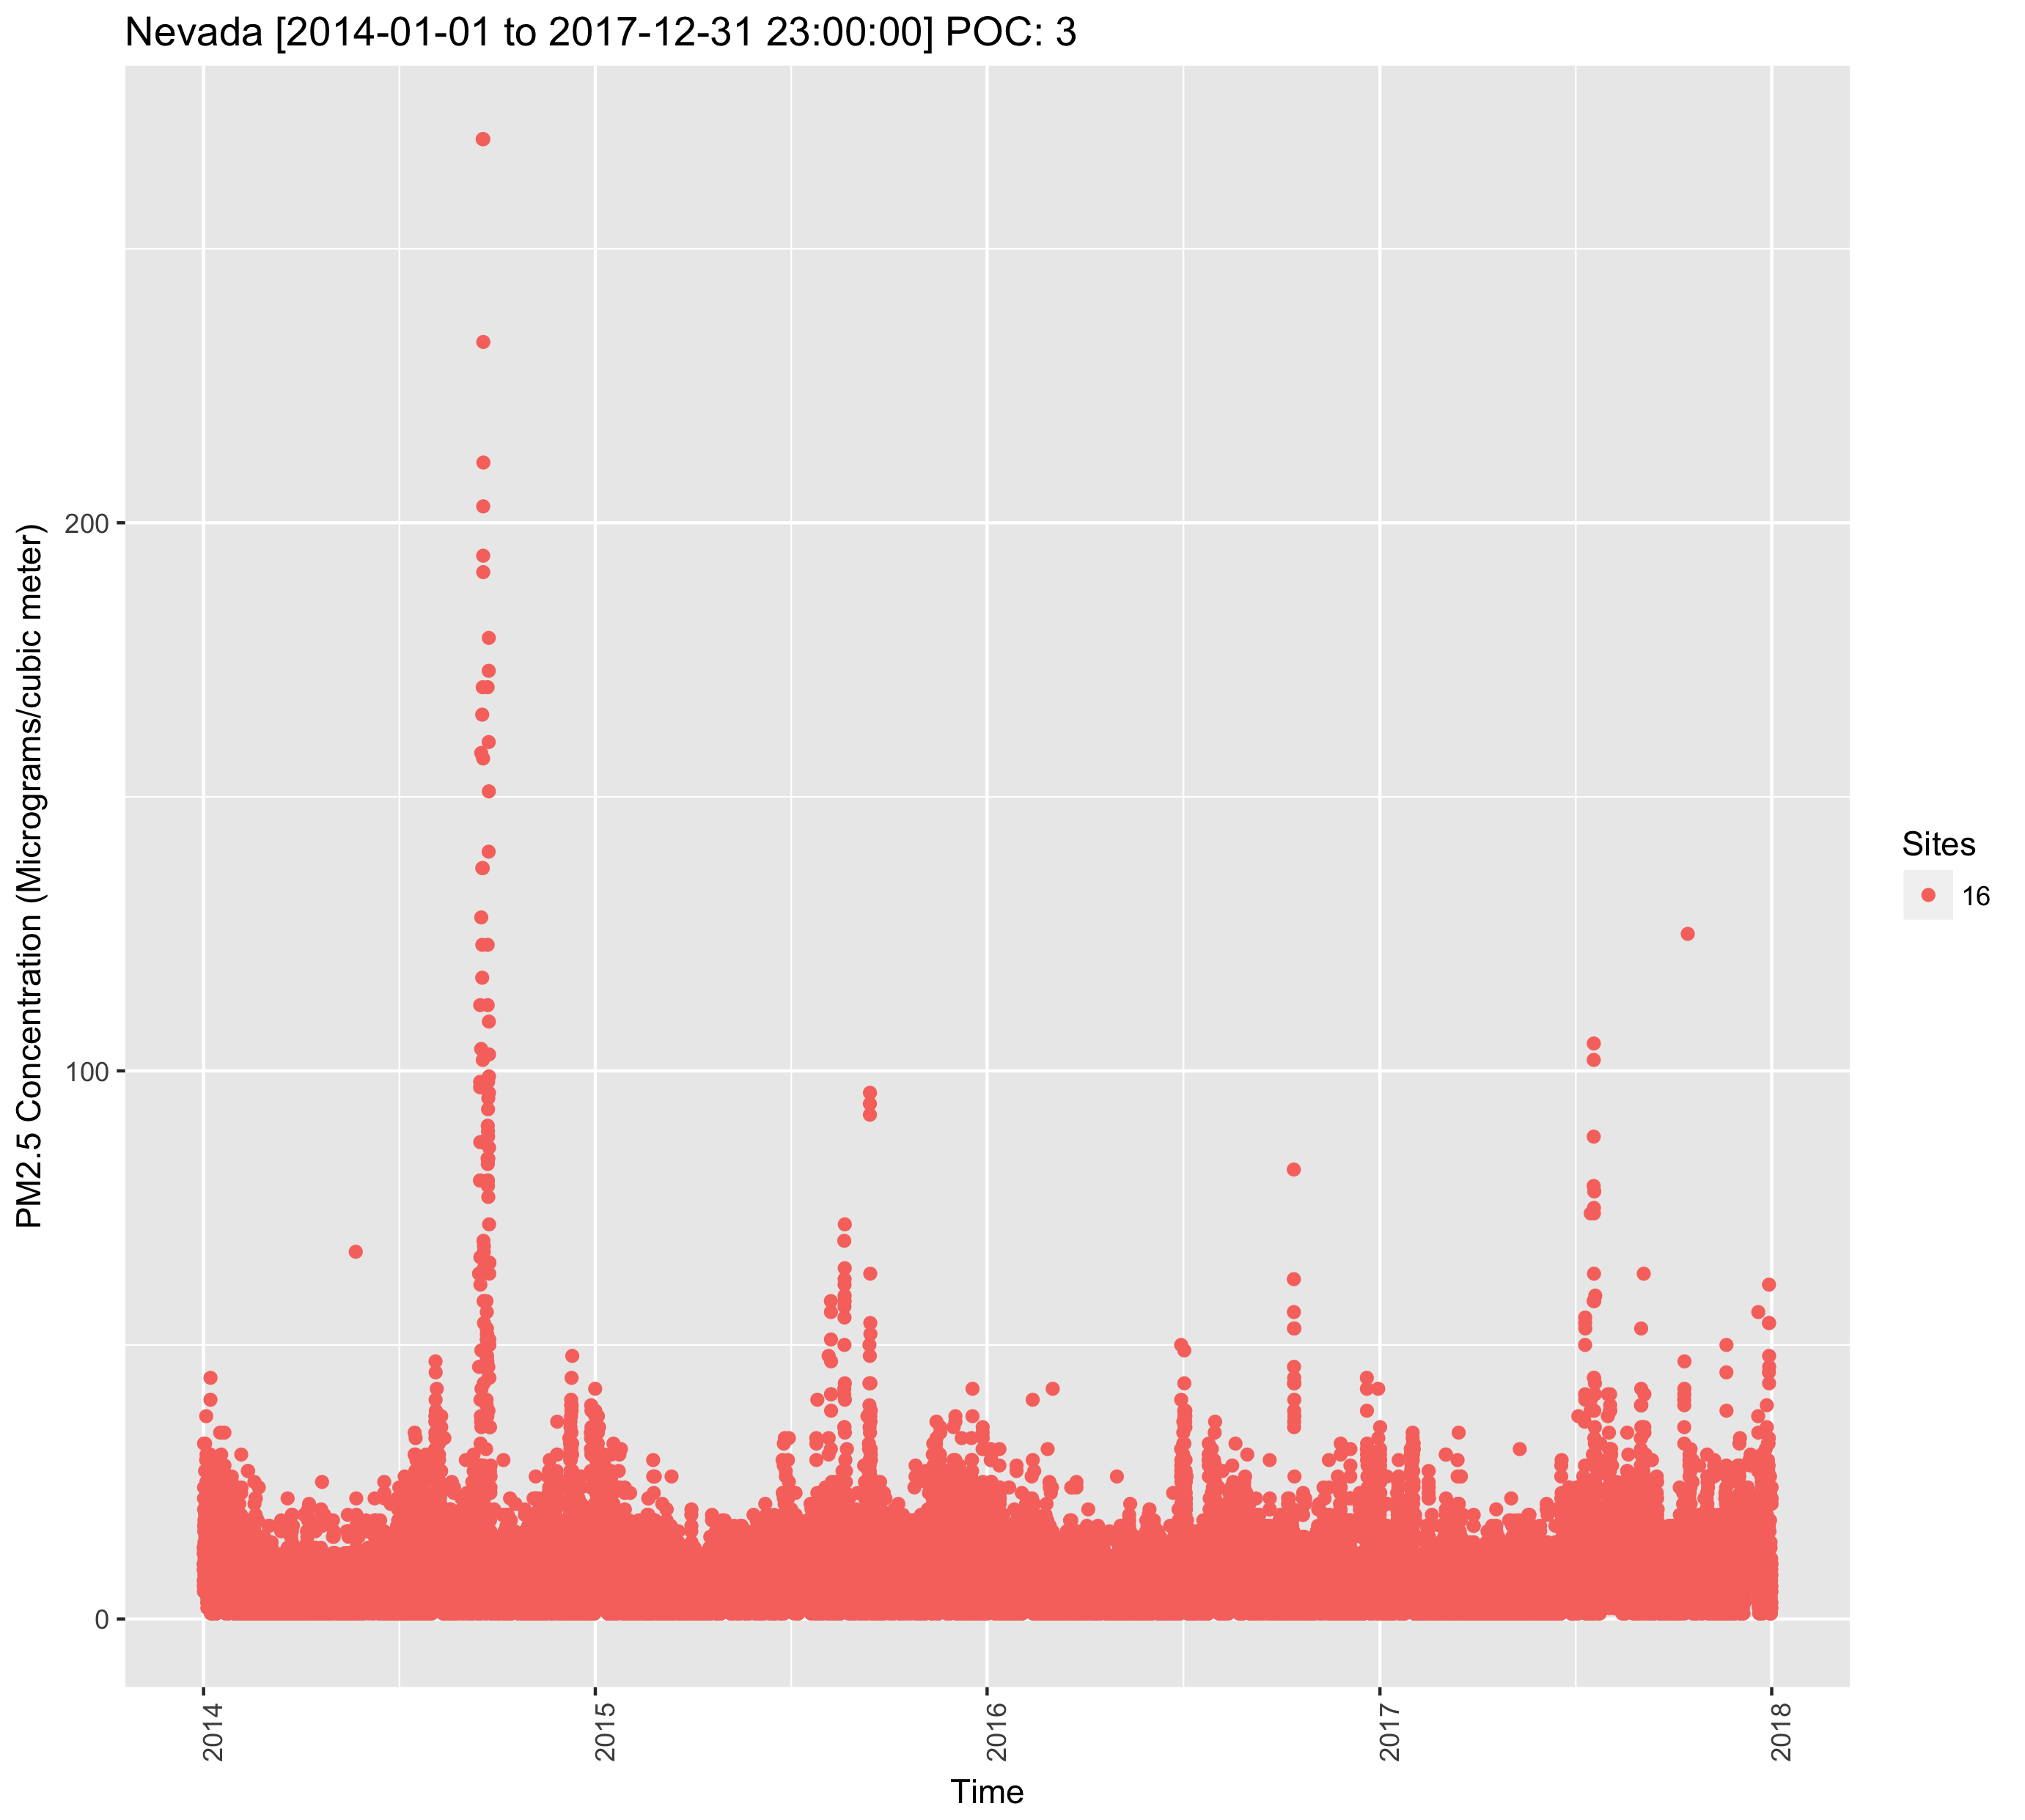 Nevada [2014-01-01 to 2017-12-31 23:00:00] POC: 3
PM2.5 Concentration (Micrograms/cubic meter)
200
100
0
2014
2015
2016
2017
2018
Time
Sites
16